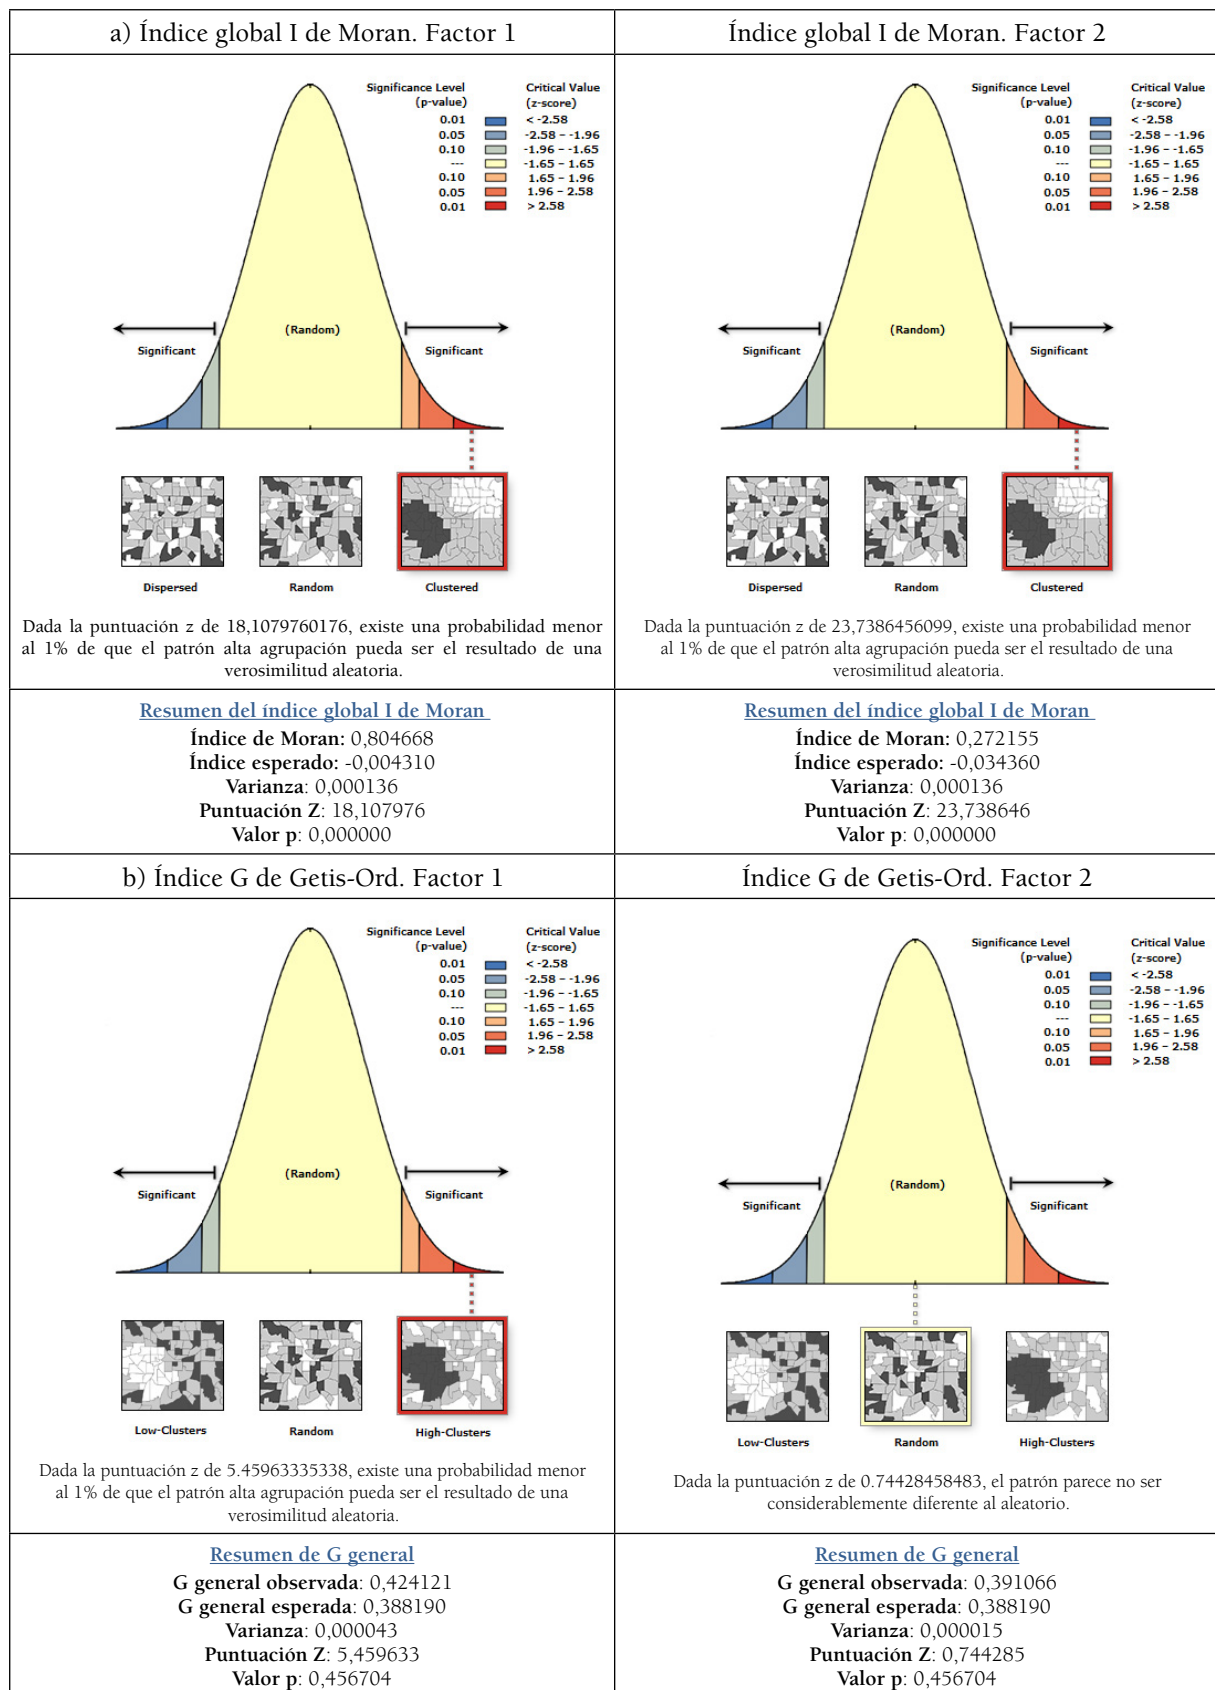 a) Índice global I de Moran. Factor 1
Significance Level
(p-value)
Critical Value
(z-score)
0.01 < -2.58
0.05 -2.58 – -1.96
0.10 -1.96 – -1.65
--- -1.65 – 1.65
0.10 1.65 – 1.96
0.05 1.96 – 2.58
0.01 > 2.58
(Random)
Significant
Significant
Dispersed
Random
Clustered
Dada la puntuación z de 18,1079760176, existe una probabilidad menor
al 1% de que el patrón alta agrupación pueda ser el resultado de una
verosimilitud aleatoria.
Índice global I de Moran. Factor 2
Significance Level
(p-value)
Critical Value
(z-score)
0.01 < -2.58
0.05 -2.58 – -1.96
0.10 -1.96 – -1.65
--- -1.65 – 1.65
0.10 1.65 – 1.96
0.05 1.96 – 2.58
0.01 > 2.58
(Random)
Significant
Significant
Dispersed
Random
Clustered
Dada la puntuación z de 23,7386456099, existe una probabilidad menor
al 1% de que el patrón alta agrupación pueda ser el resultado de una
verosimilitud aleatoria.
Resumen del índice global I de Moran
Índice de Moran: 0,804668
Índice esperado: -0,004310
Varianza: 0,000136
Puntuación Z: 18,107976
Valor p: 0,000000
Resumen del índice global I de Moran
Índice de Moran: 0,272155
Índice esperado: -0,034360
Varianza: 0,000136
Puntuación Z: 23,738646
Valor p: 0,000000
b) Índice G de Getis-Ord. Factor 1
Significance Level
(p-value)
Critical Value
(z-score)
0.01 < -2.58
0.05 -2.58 – -1.96
0.10 -1.96 – -1.65
--- -1.65 – 1.65
0.10 1.65 – 1.96
0.05 1.96 – 2.58
0.01 > 2.58
(Random)
Significant
Significant
Low-Clusters
Random
High-Clusters
Dada la puntuación z de 5.45963335338, existe una probabilidad menor
al 1% de que el patrón alta agrupación pueda ser el resultado de una
verosimilitud aleatoria.
Índice G de Getis-Ord. Factor 2
Significance Level
(p-value)
Critical Value
(z-score)
0.01 < -2.58
0.05 -2.58 – -1.96
0.10 -1.96 – -1.65
--- -1.65 – 1.65
0.10 1.65 – 1.96
0.05 1.96 – 2.58
0.01 > 2.58
(Random)
Significant
Significant
Low-Clusters
Random
High-Clusters
Dada la puntuación z de 0.74428458483, el patrón parece no ser
considerablemente diferente al aleatorio.
Resumen de G general
G general observada: 0,424121
G general esperada: 0,388190
Varianza: 0,000043
Puntuación Z: 5,459633
Valor p: 0,456704
Resumen de G general
G general observada: 0,391066
G general esperada: 0,388190
Varianza: 0,000015
Puntuación Z: 0,744285
Valor p: 0,456704